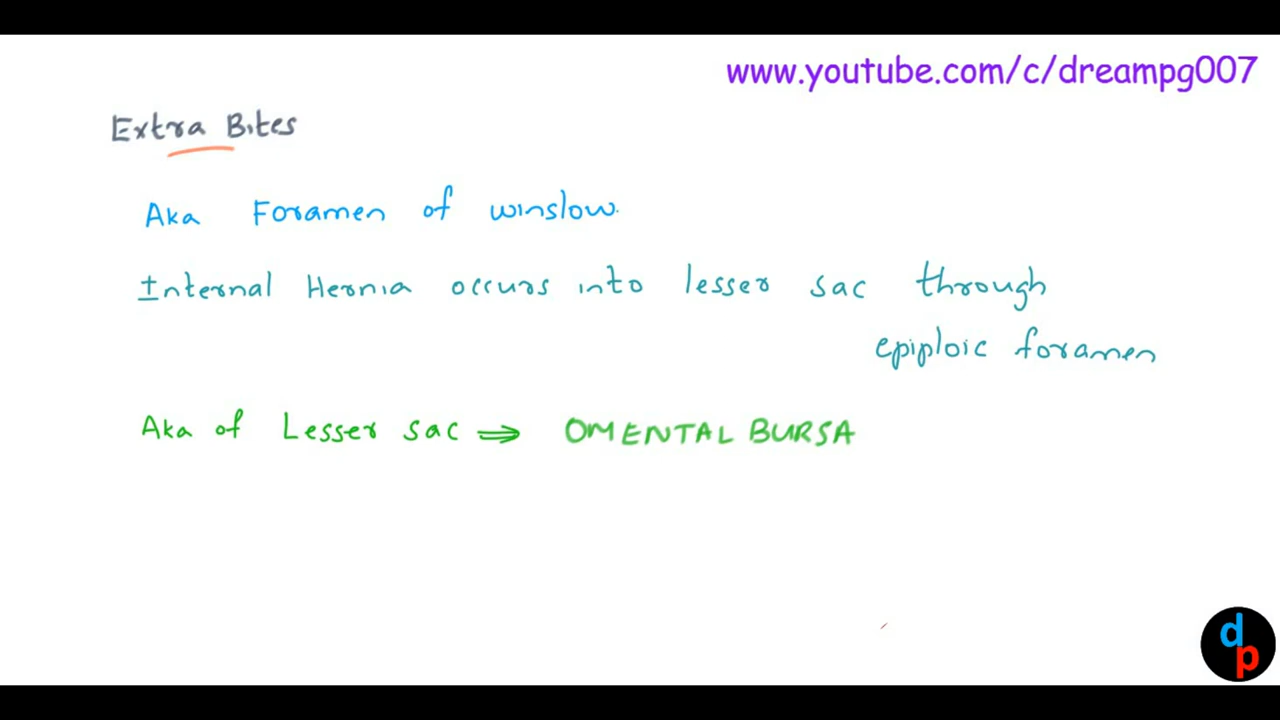 www.youtube.com/c/dreampg007
Extra Bites
Aka Foramen of winslow.
Internal Hernia occurs into lesser sac through
epiploic foramen
Aka of Lesser sac ⇒ OMENTAL BURSA
dp